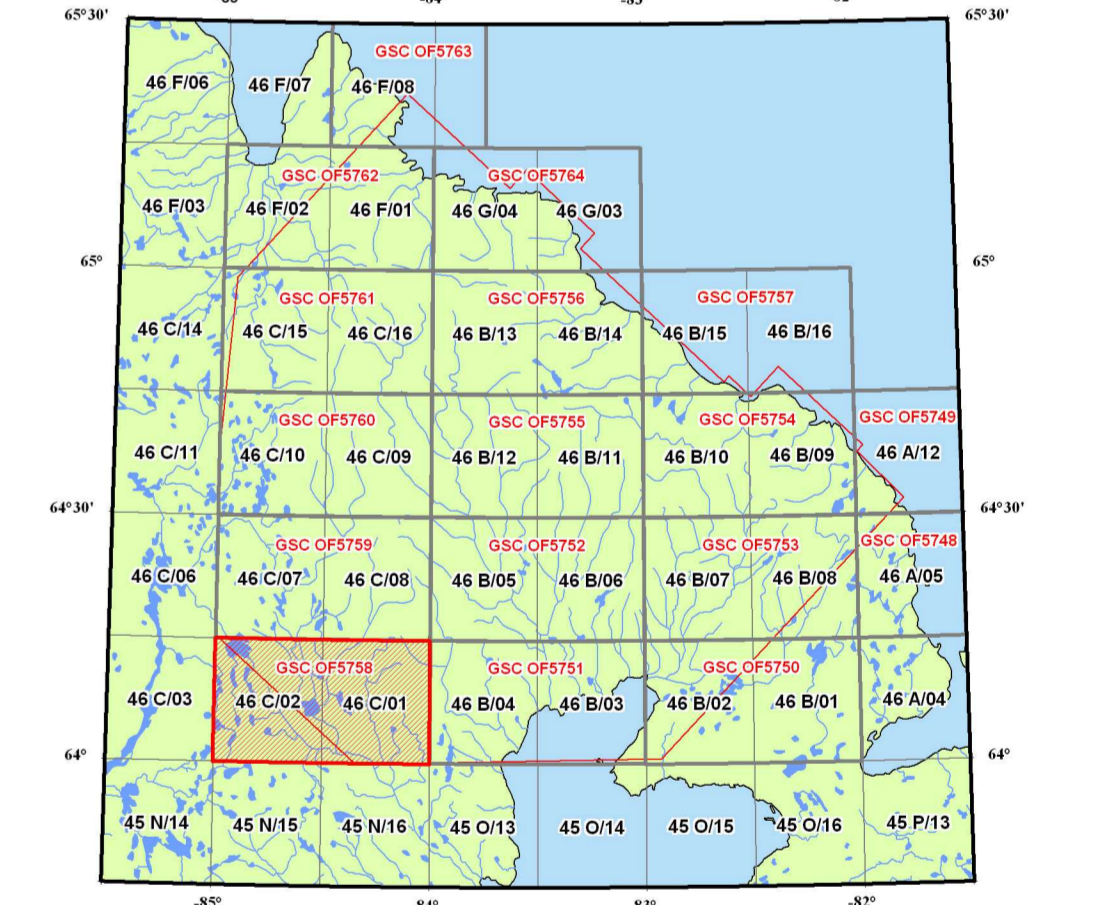 65°30'
65°30'
GSC OF5763
46 F/06
46 F/07
46 F/08
GSC OF5762
GSC OF5764
46 F/03
46 F/02
46 F/01
46 G/04
46 G/03
65°
65°
GSC OF5761
GSC OF5756
GSC OF5757
46 C/14
46 C/15
46 C/16
46 B/13
46 B/14
46 B/15
46 B/16
GSC OF5760
GSC OF5755
GSC OF5754
GSC OF5749
46 C/11
46 C/10
46 C/09
46 B/12
46 B/11
46 B/10
46 B/09
46 A/12
64°30'
64°30'
GSC OF5759
GSC OF5752
GSC OF5753
GSC OF5748
46 C/06
46 C/07
46 C/08
46 B/05
46 B/06
46 B/07
46 B/08
46 A/05
GSC OF5758
GSC OF5751
GSC OF5750
46 C/03
46 C/02
46 C/01
46 B/04
46 B/03
46 B/02
46 B/01
46 A/04
64°
64°
45 N/14
45 N/15
45 N/16
45 O/13
45 O/14
45 O/15
45 O/16
45 P/13
-85°
-84°
-83°
-82°